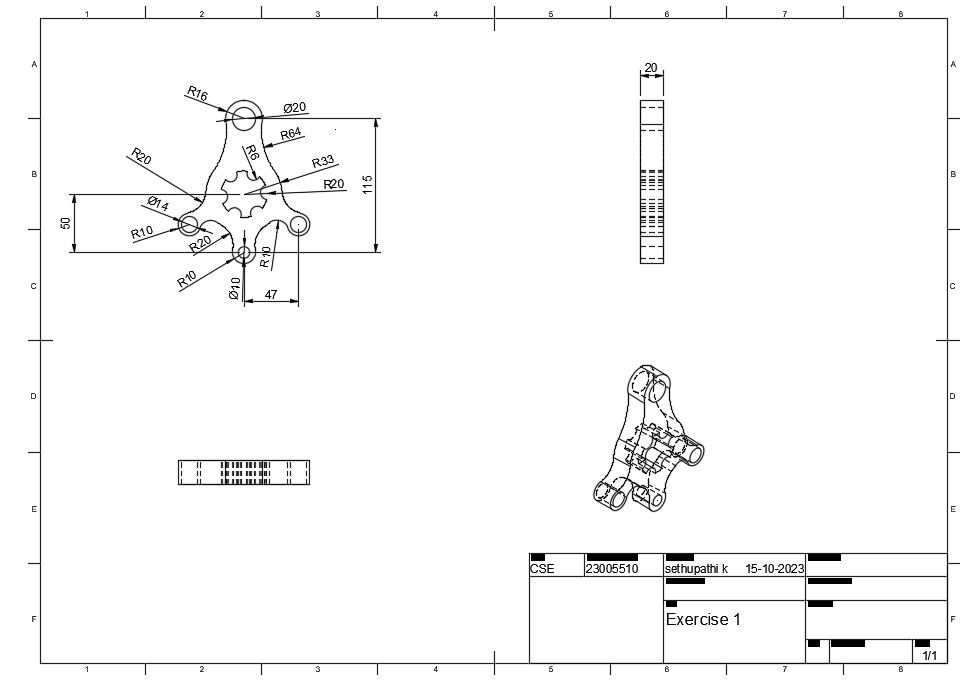 1 2 3 4 5 6 7 8
A A
20
R16
Ø20
R64
R6
R33
R20
B B
R20
115
Ø14
50
R10
R20
R10
R10
Ø10
47
C C
D D
E E
CSE 23005510 sethupathi k 15-10-2023
Exercise 1
F F
1/1
1 2 3 4 5 6 7 8